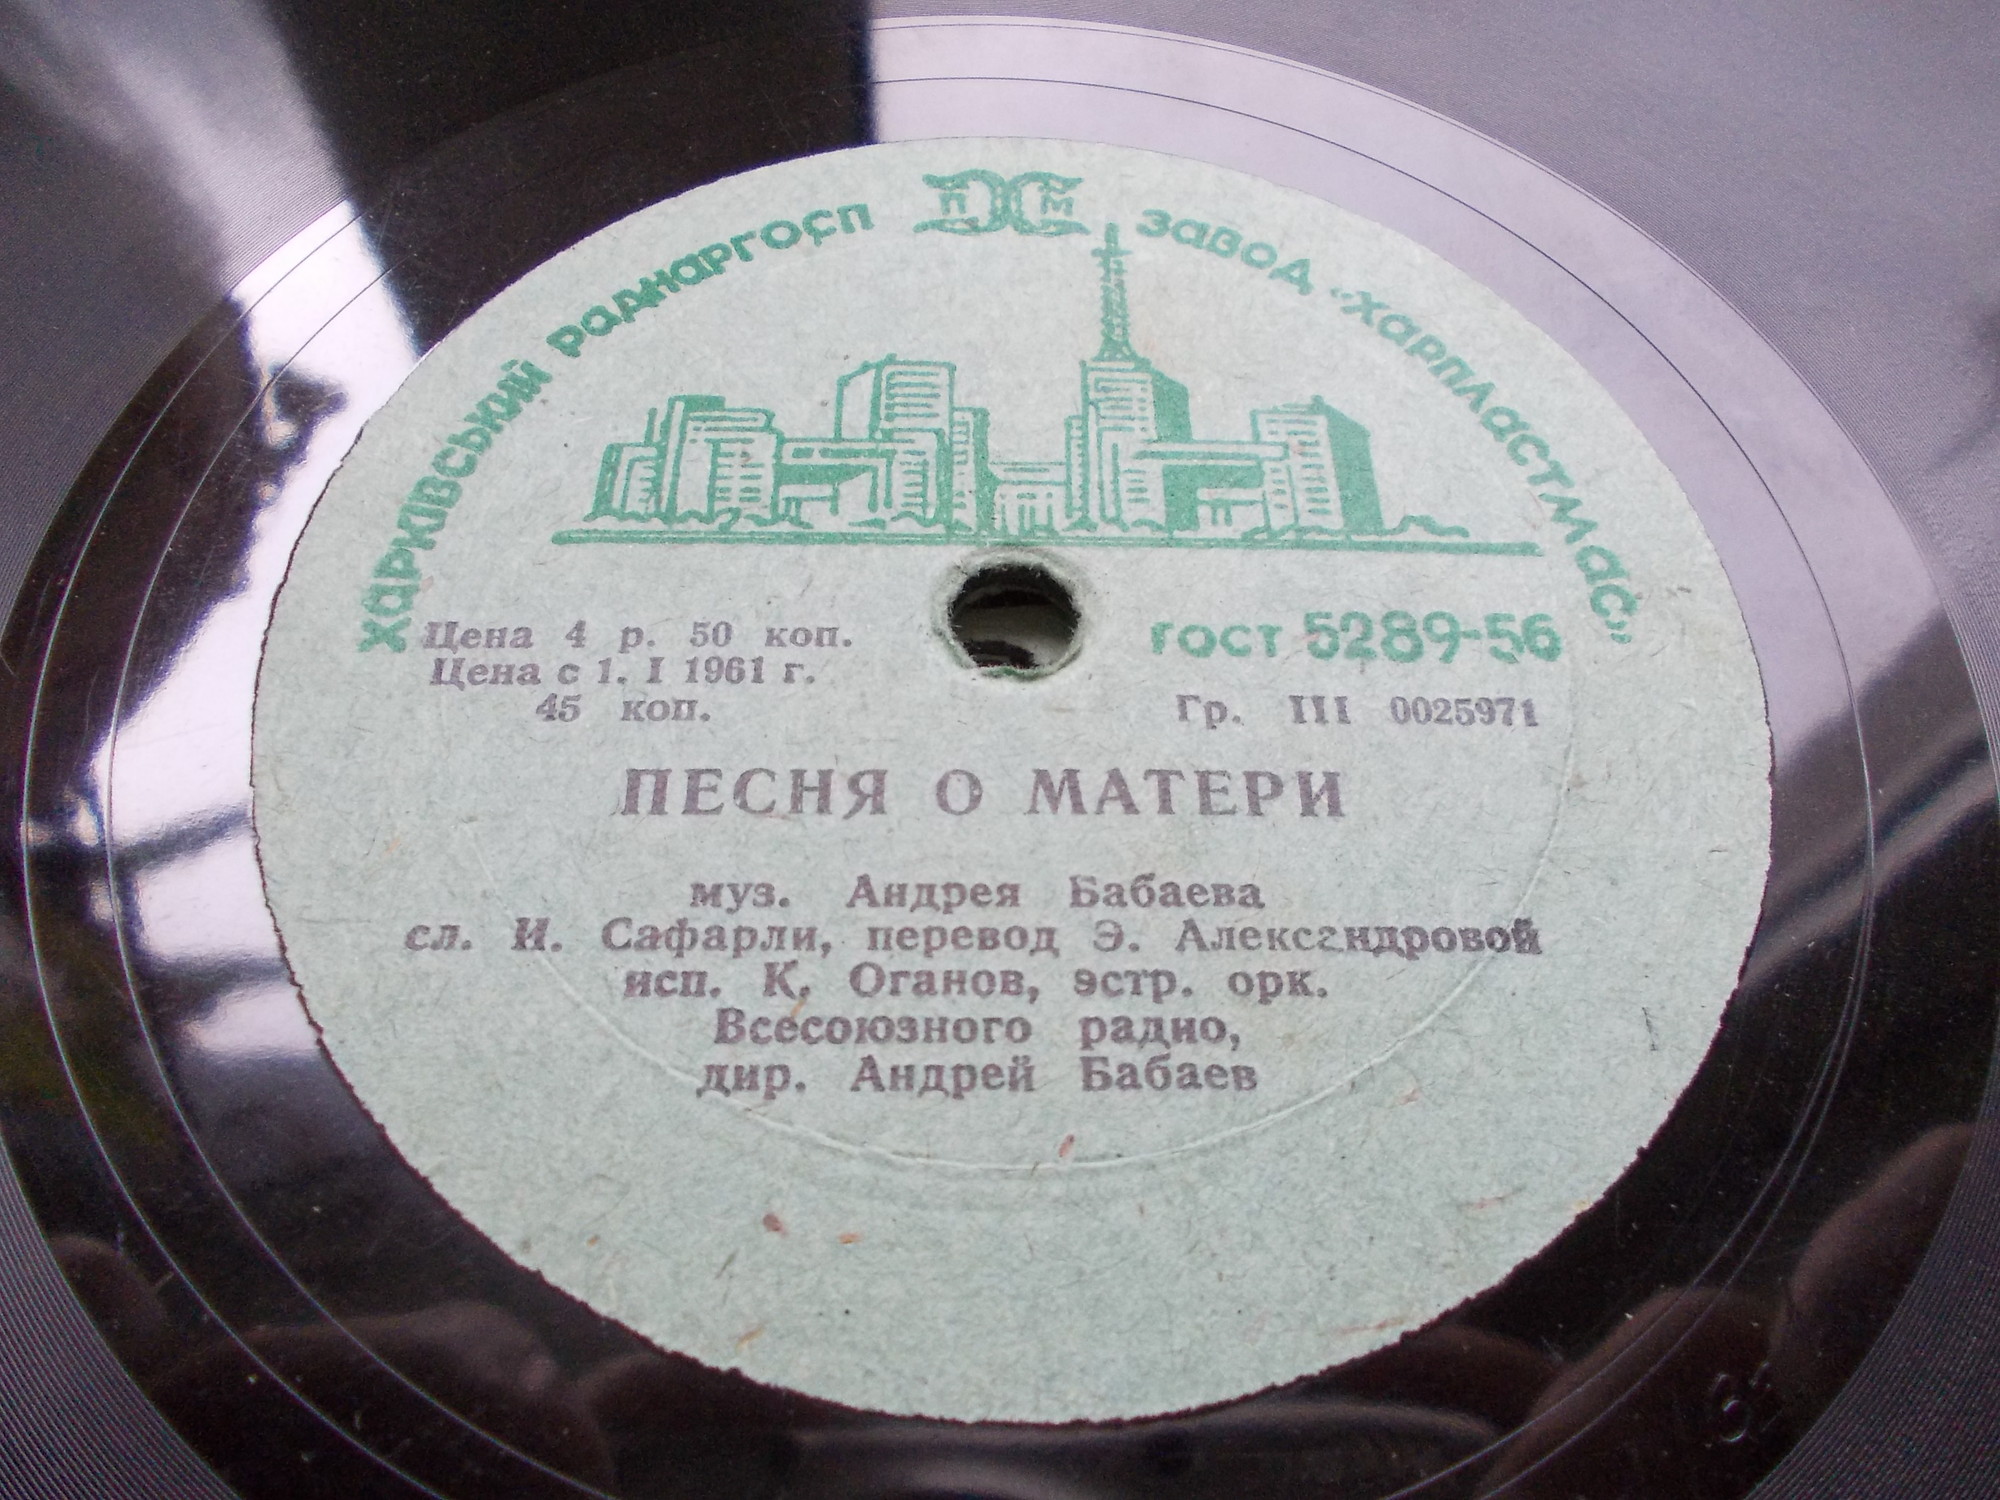 Харківський раднаргосп ПМ завод „Харпластмас”
Цена 4 р. 50 коп.
Цена с 1. I 1961 г.
45 коп.
ГОСТ 5289-56
Гр. III 0025971
ПЕСНЯ О МАТЕРИ
муз. Андрея Бабаева
сл. И. Сафарли, перевод Э. Александровой
исп. К. Оганов, эстр. орк.
Всесоюзного радио,
дир. Андрей Бабаев